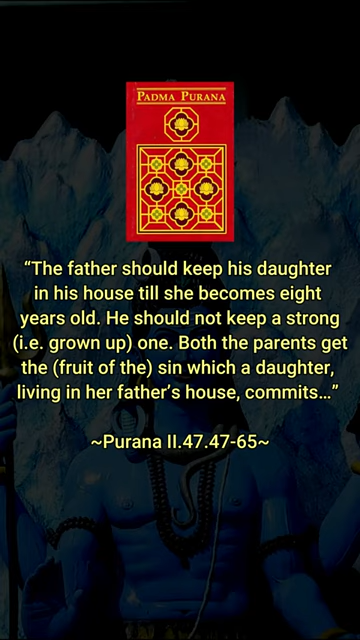 PADMA PURANA
“The father should keep his daughter
in his house till she becomes eight
years old. He should not keep a strong
(i.e. grown up) one. Both the parents get
the (fruit of the) sin which a daughter,
living in her father’s house, commits...”
~Purana II.47.47-65~